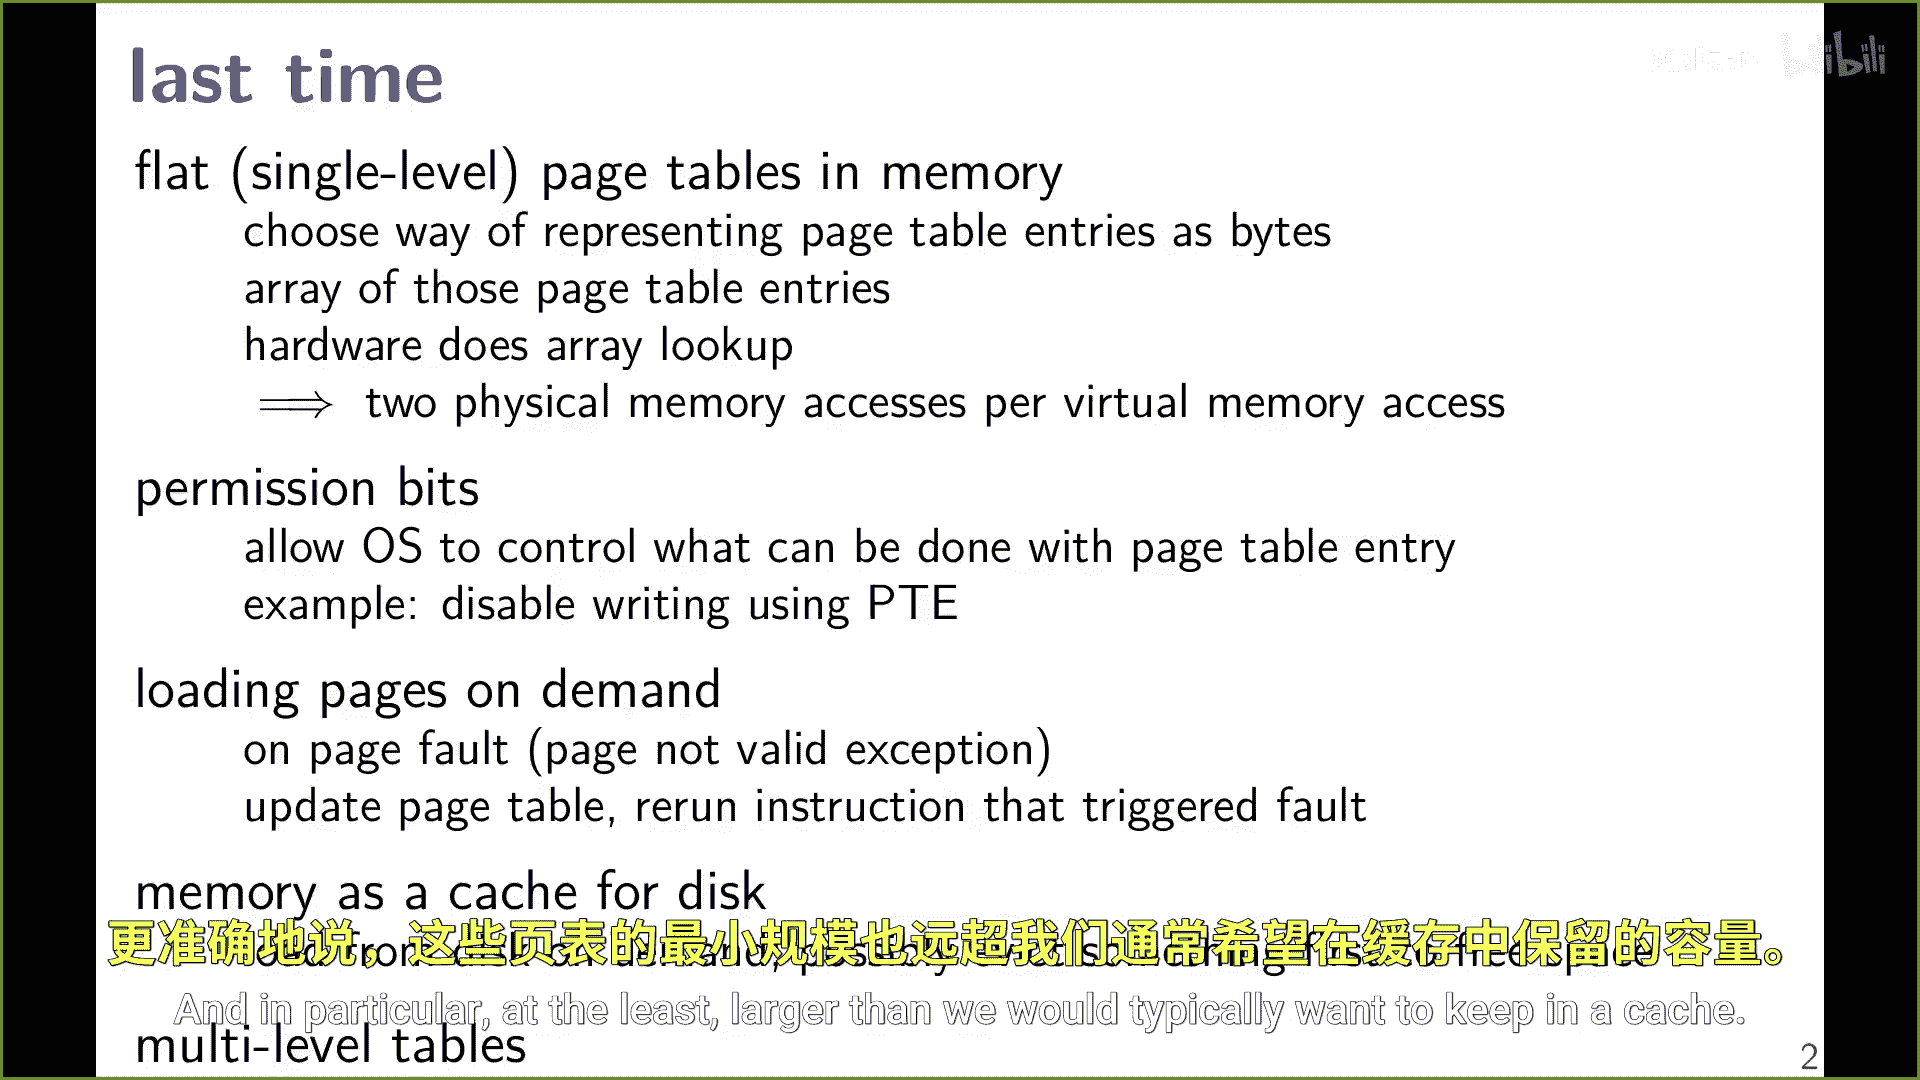 last time
bilibili
flat (single-level) page tables in memory
choose way of representing page table entries as bytes
array of those page table entries
hardware does array lookup
⟹ two physical memory accesses per virtual memory access
permission bits
allow OS to control what can be done with page table entry
example: disable writing using PTE
loading pages on demand
on page fault (page not valid exception)
update page table, rerun instruction that triggered fault
memory as a cache for disk
更准确地说，这些页表的最小规模也远超我们通常希望在缓存中保留的容量。
And in particular, at the least, larger than we would typically want to keep in a cache.
multi-level tables
2